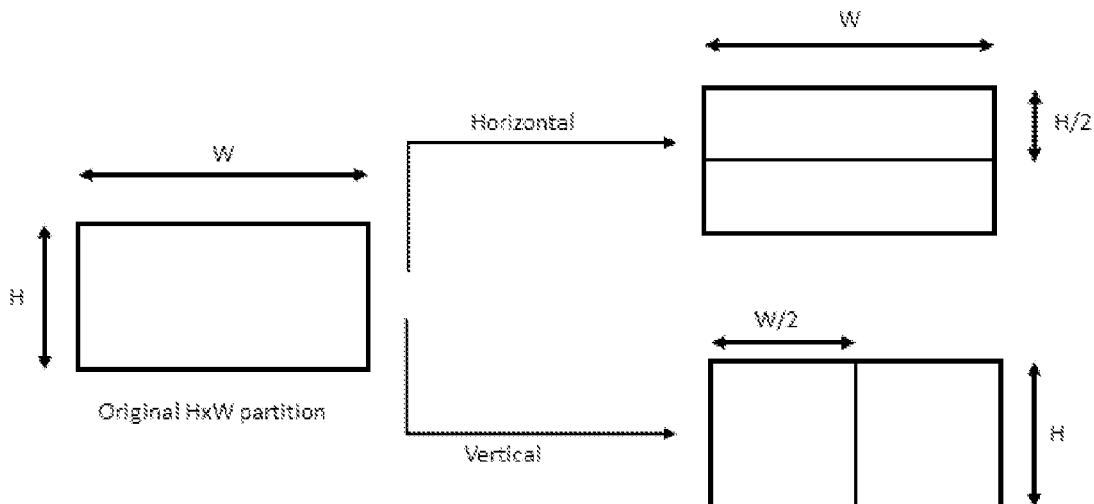 W
Horizontal
H/2
W
H
W/2
Original HxW partition
H
Vertical